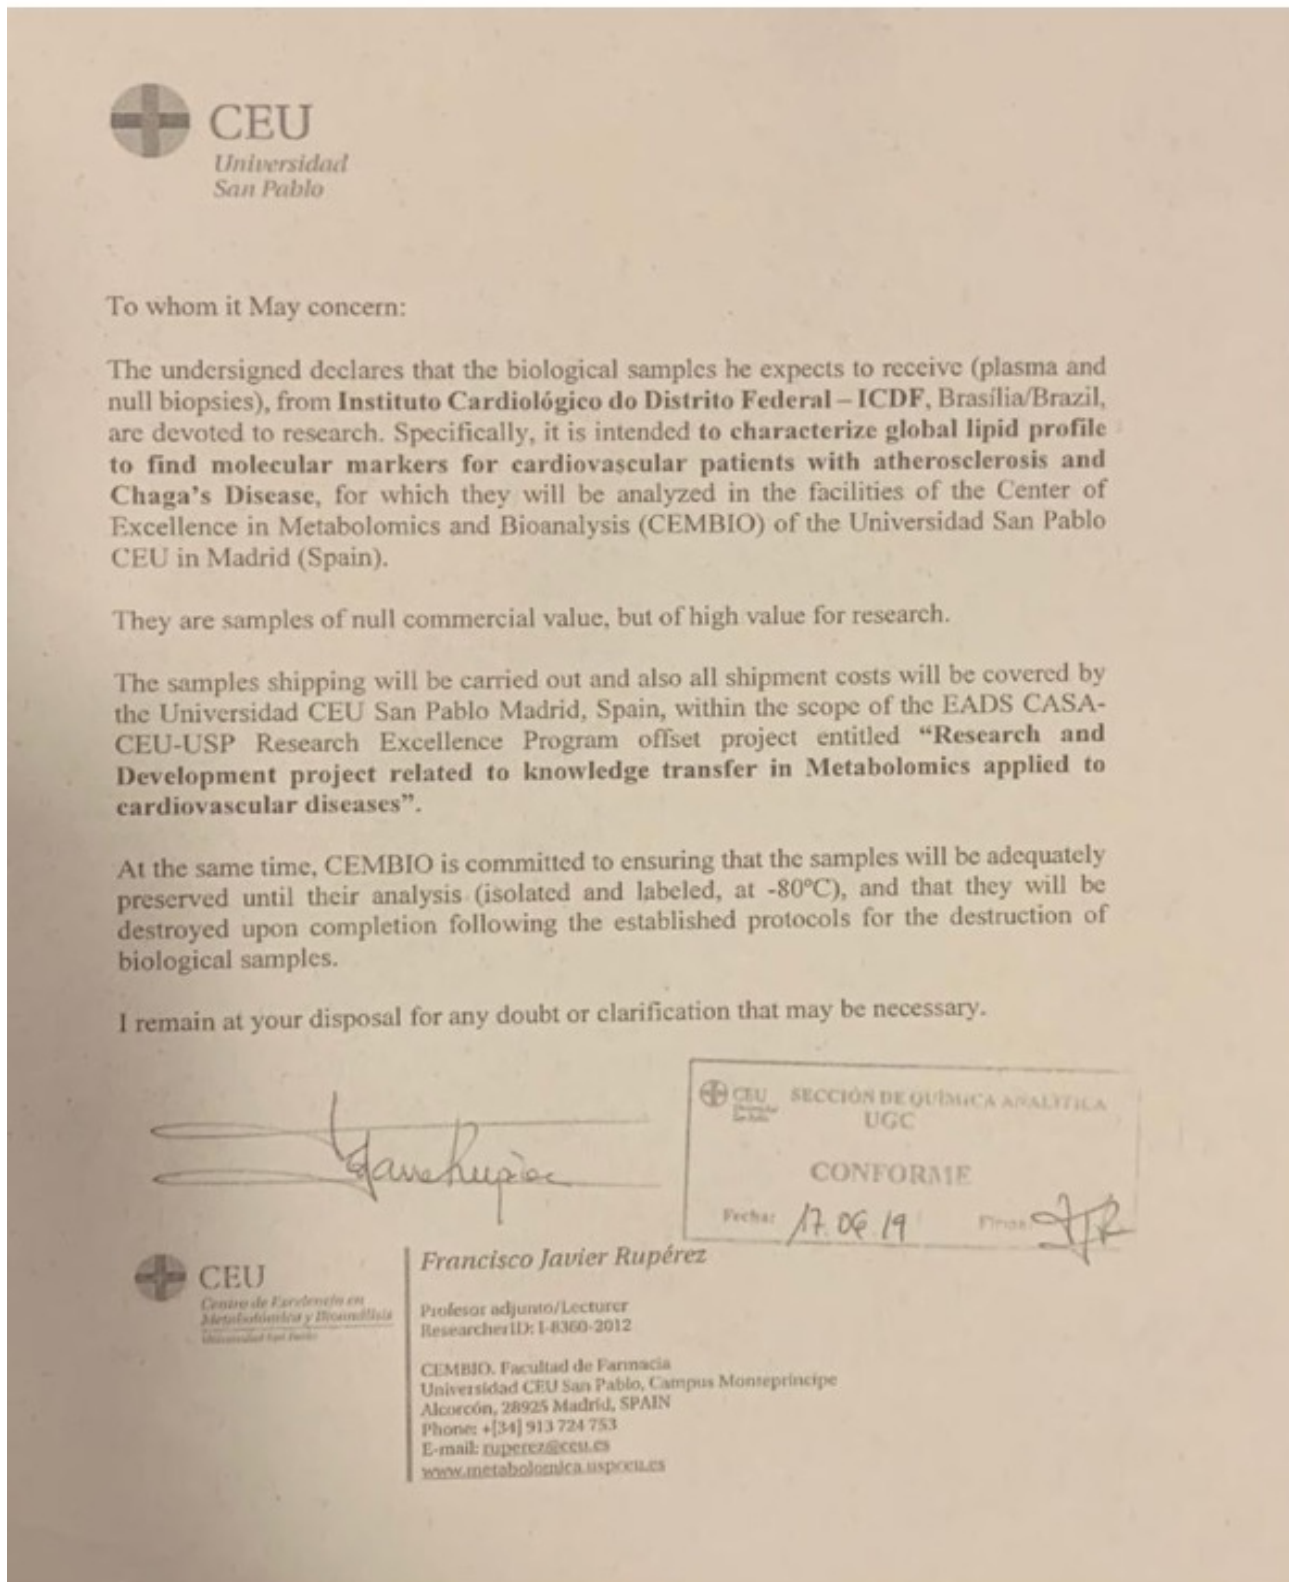 CEU
Universidad
San Pablo
To whom it May concern:
The undersigned declares that the biological samples he expects to receive (plasma and
null biopsies), from Instituto Cardiológico do Distrito Federal – ICDF, Brasília/Brazil,
are devoted to research. Specifically, it is intended to characterize global lipid profile
to find molecular markers for cardiovascular patients with atherosclerosis and
Chaga's Disease, for which they will be analyzed in the facilities of the Center of
Excellence in Metabolomics and Bioanalysis (CEMBIO) of the Universidad San Pablo
CEU in Madrid (Spain).
They are samples of null commercial value, but of high value for research.
The samples shipping will be carried out and also all shipment costs will be covered by
the Universidad CEU San Pablo Madrid, Spain, within the scope of the EADS CASA-
CEU-USP Research Excellence Program offset project entitled “Research and
Development project related to knowledge transfer in Metabolomics applied to
cardiovascular diseases”.
At the same time, CEMBIO is committed to ensuring that the samples will be adequately
preserved until their analysis (isolated and labeled, at -80°C), and that they will be
destroyed upon completion following the established protocols for the destruction of
biological samples.
I remain at your disposal for any doubt or clarification that may be necessary.
CEU SECCIÓN DE QUÍMICA ANALÍTICA
UGC
CONFORME
Fecha: 17.06.19 Firma:
CEU
Centro de Excelencia en
Metabolómica y Bioanálisis
Universidad San Pablo
Francisco Javier Rupérez
Profesor adjunto/Lecturer
ResearcherID: I-8360-2012
CEMBIO. Facultad de Farmacia
Universidad CEU San Pablo, Campus Montepríncipe
Alcorcón, 28925 Madrid, SPAIN
Phone: +[34] 913 724 753
E-mail: ruperez@ceu.es
www.metabolomica.uspceu.es